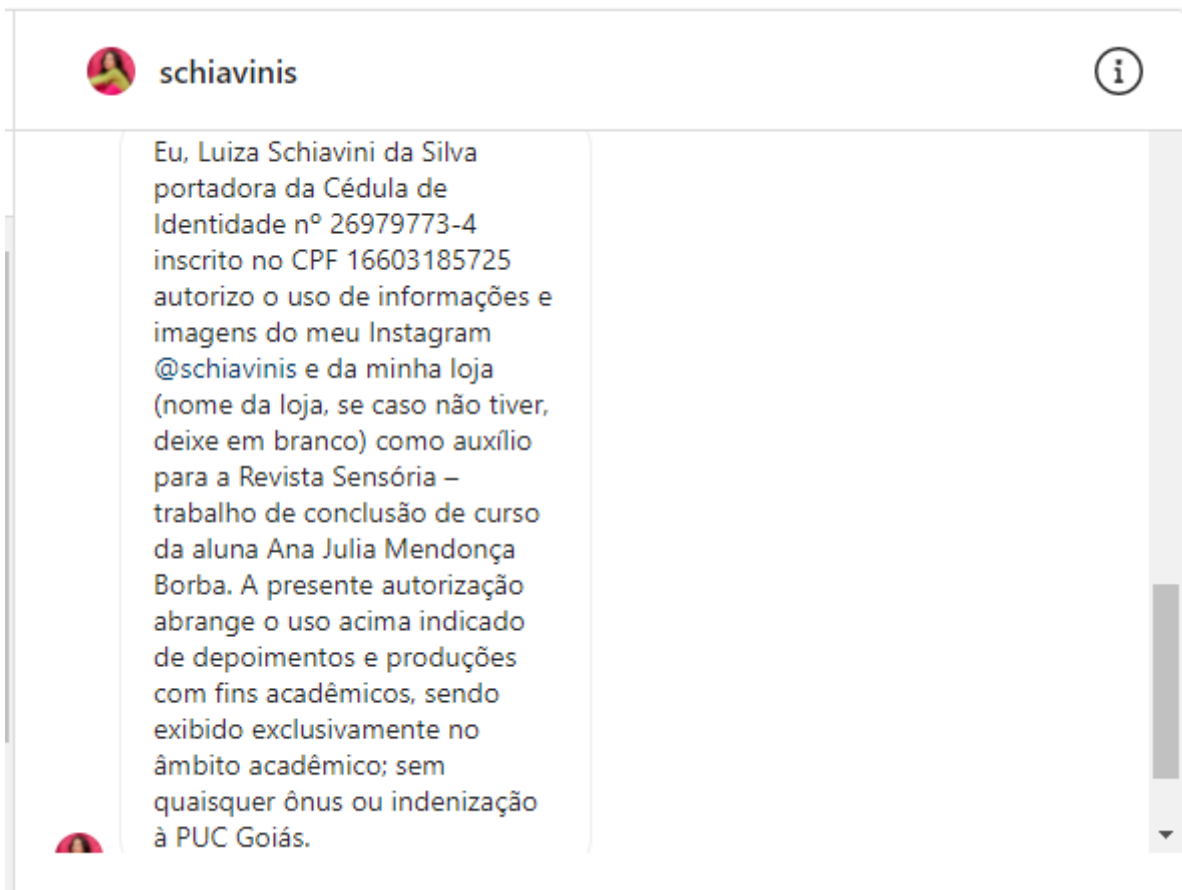 schiavinis
Eu, Luiza Schiavini da Silva
portadora da Cédula de
Identidade nº 26979773-4
inscrito no CPF 16603185725
autorizo o uso de informações e
imagens do meu Instagram
@schiavinis e da minha loja
(nome da loja, se caso não tiver,
deixe em branco) como auxílio
para a Revista Sensória –
trabalho de conclusão de curso
da aluna Ana Julia Mendonça
Borba. A presente autorização
abrange o uso acima indicado
de depoimentos e produções
com fins acadêmicos, sendo
exibido exclusivamente no
âmbito acadêmico; sem
quaisquer ônus ou indenização
à PUC Goiás.